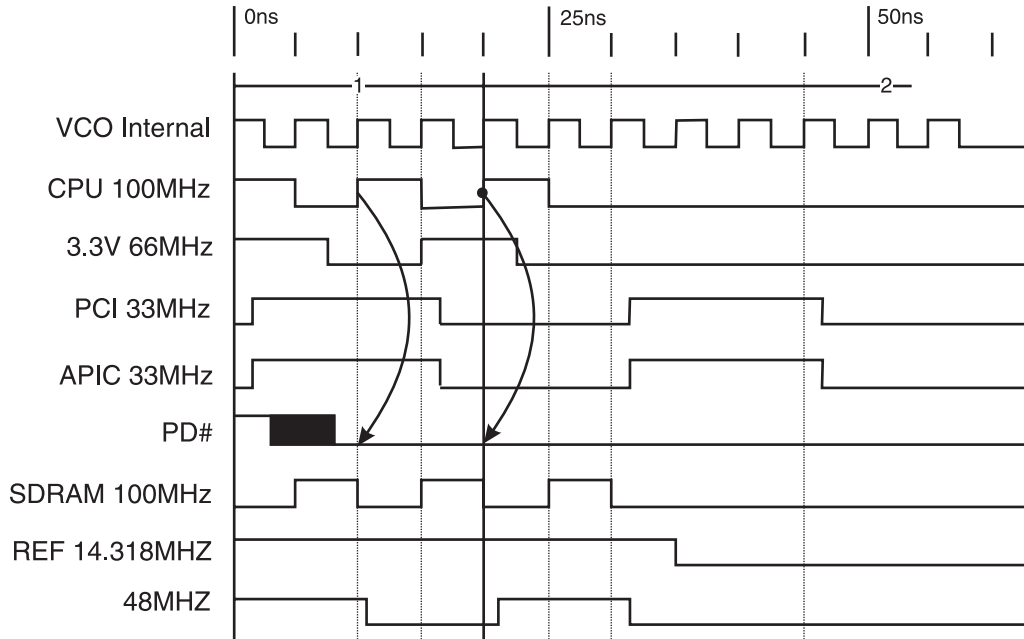 0ns 25ns 50ns
1 2
VCO Internal
CPU 100MHz
3.3V 66MHz
PCI 33MHz
APIC 33MHz
PD#
SDRAM 100MHz
REF 14.318MHZ
48MHZ